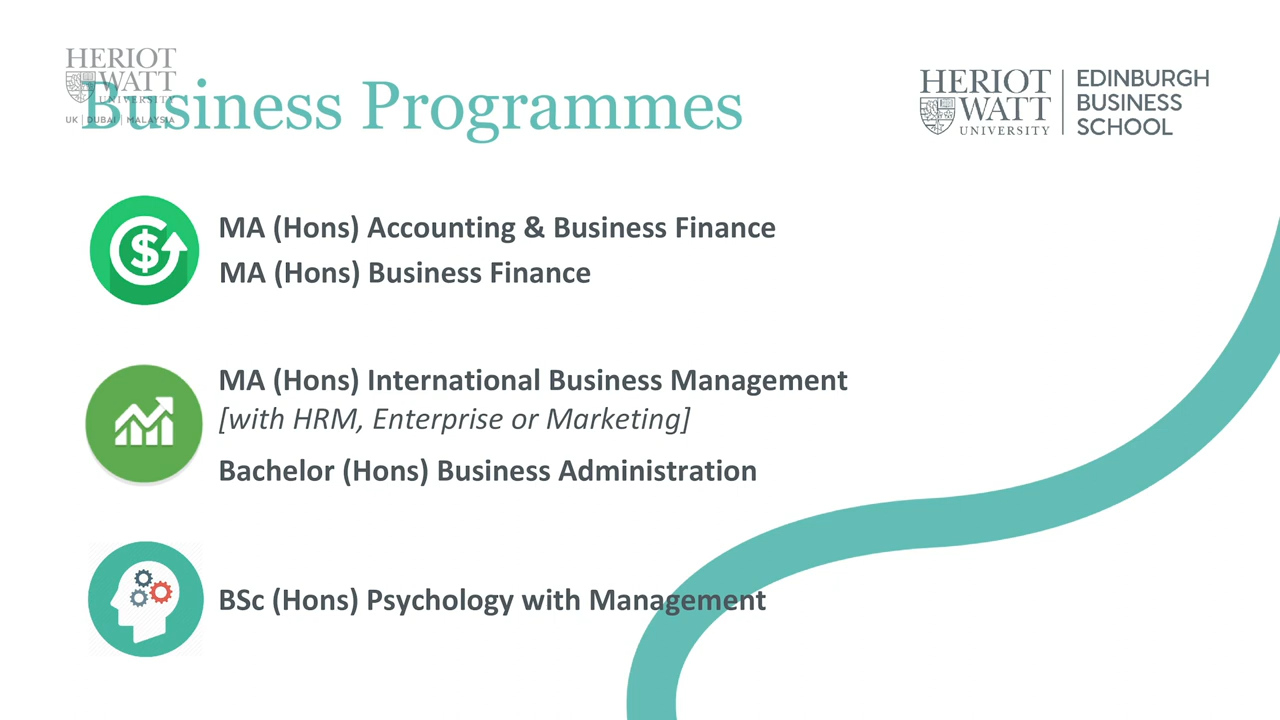 HERIOT
WATT
UNIVERSITY
UK | DUBAI | MALAYSIA
Business Programmes
HERIOT
WATT
UNIVERSITY
EDINBURGH
BUSINESS
SCHOOL
$
MA (Hons) Accounting & Business Finance
MA (Hons) Business Finance
MA (Hons) International Business Management
[with HRM, Enterprise or Marketing]
Bachelor (Hons) Business Administration
BSc (Hons) Psychology with Management